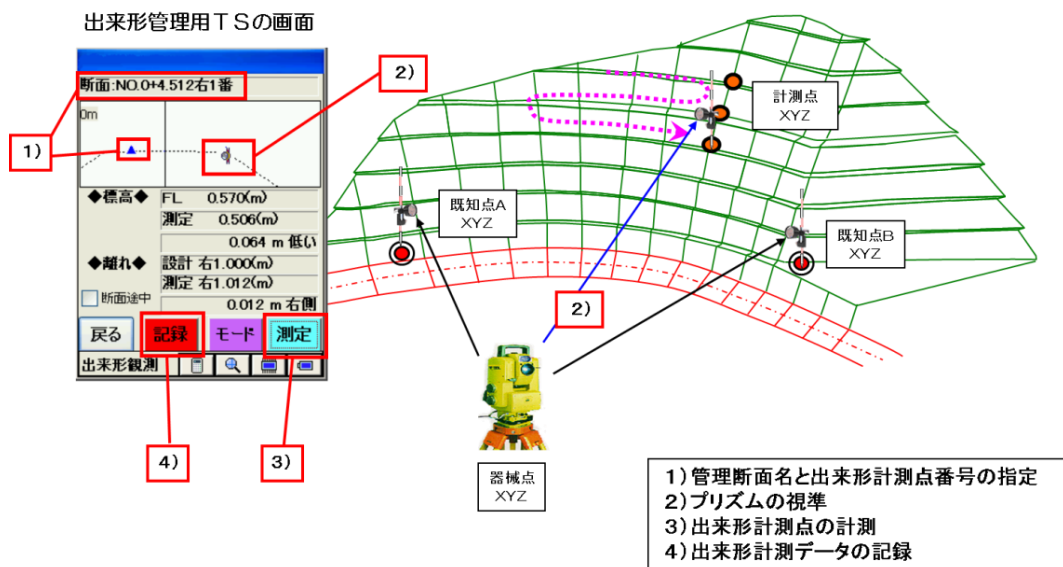 出来形管理用TSの画面
断面:NO.0+4.512右1番
2)
0m
1)
◆標高◆ FL 0.570(m)
測定 0.506(m)
0.064 m 低い
◆離れ◆ 設計 右1.000(m)
測定 右1.012(m)
断面途中
0.012 m 右側
戻る 記録 モード 測定
出来形観測
4)
3)
計測点
XYZ
既知点A
XYZ
既知点B
XYZ
2)
器械点
XYZ
1)管理断面名と出来形計測点番号の指定
2)プリズムの視準
3)出来形計測点の計測
4)出来形計測データの記録